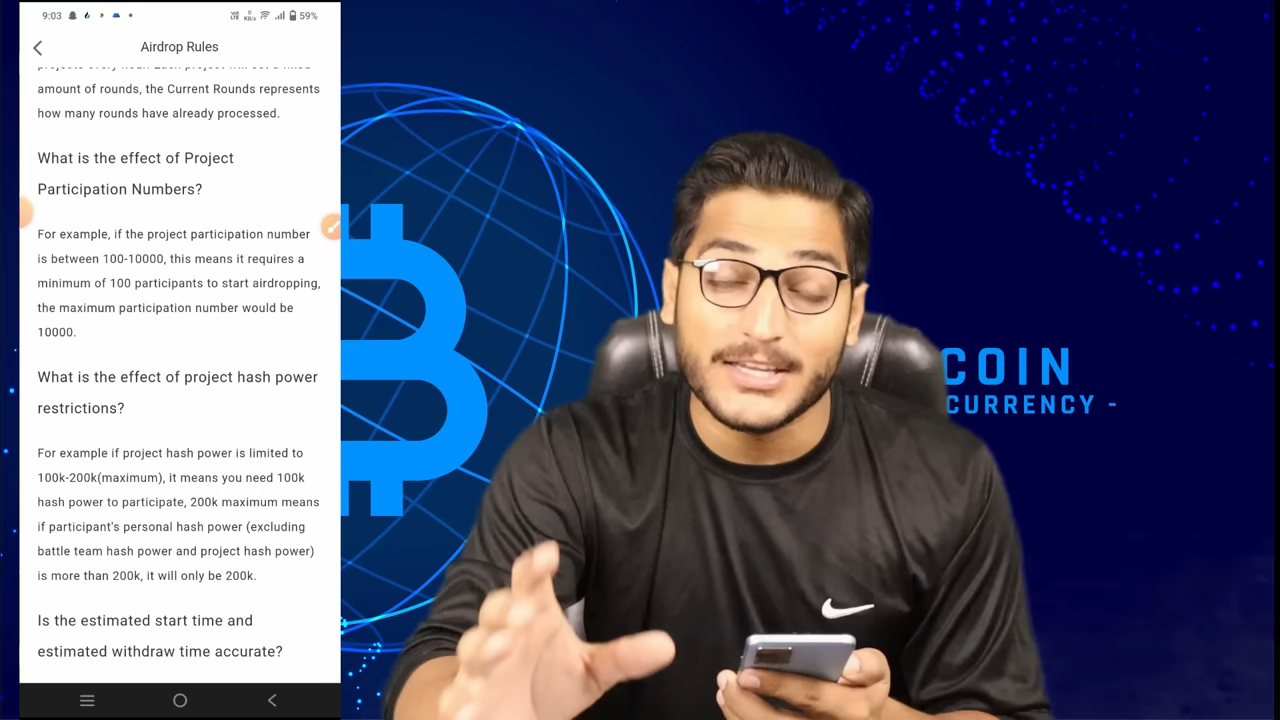 9:03
VoI
LTE
0
KB/s
59%
Airdrop Rules
amount of rounds, the Current Rounds represents
how many rounds have already processed.
What is the effect of Project
Participation Numbers?
For example, if the project participation number
is between 100-10000, this means it requires a
minimum of 100 participants to start airdropping,
the maximum participation number would be
10000.
What is the effect of project hash power
restrictions?
For example if project hash power is limited to
100k-200k(maximum), it means you need 100k
hash power to participate, 200k maximum means
if participant's personal hash power (excluding
battle team hash power and project hash power)
is more than 200k, it will only be 200k.
Is the estimated start time and
estimated withdraw time accurate?
COIN
CURRENCY -